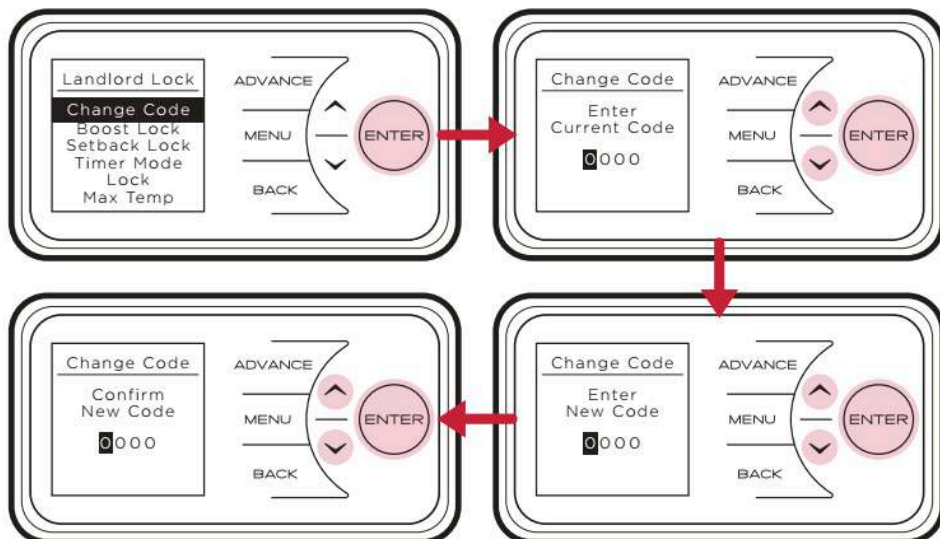 Landlord Lock
Change Code
Boost Lock
Setback Lock
Timer Mode
Lock
Max Temp
ADVANCE
MENU
BACK
ENTER
Change Code
Enter
Current Code
0000
ADVANCE
MENU
BACK
ENTER
Change Code
Enter
New Code
0000
ADVANCE
MENU
BACK
ENTER
Change Code
Confirm
New Code
0000
ADVANCE
MENU
BACK
ENTER